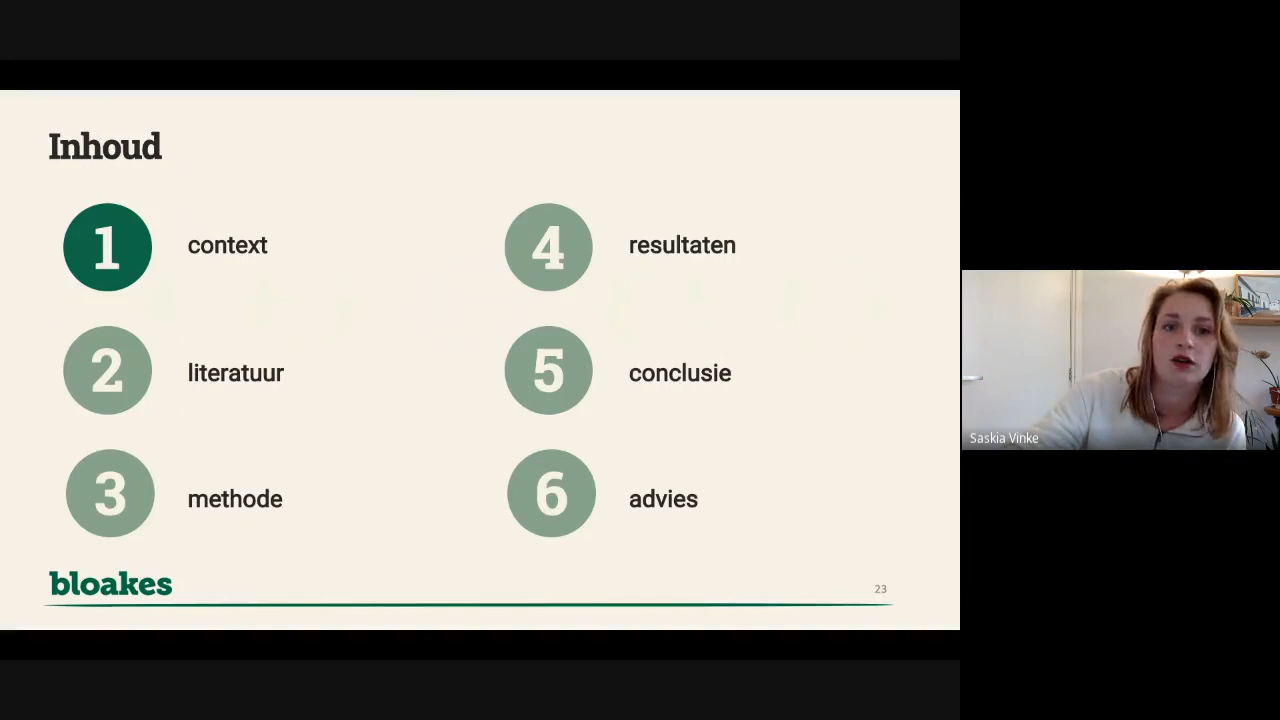 Inhoud
1 context
2 literatuur
3 methode
4 resultaten
5 conclusie
6 advies
bloakes
23
Saskia Vinke